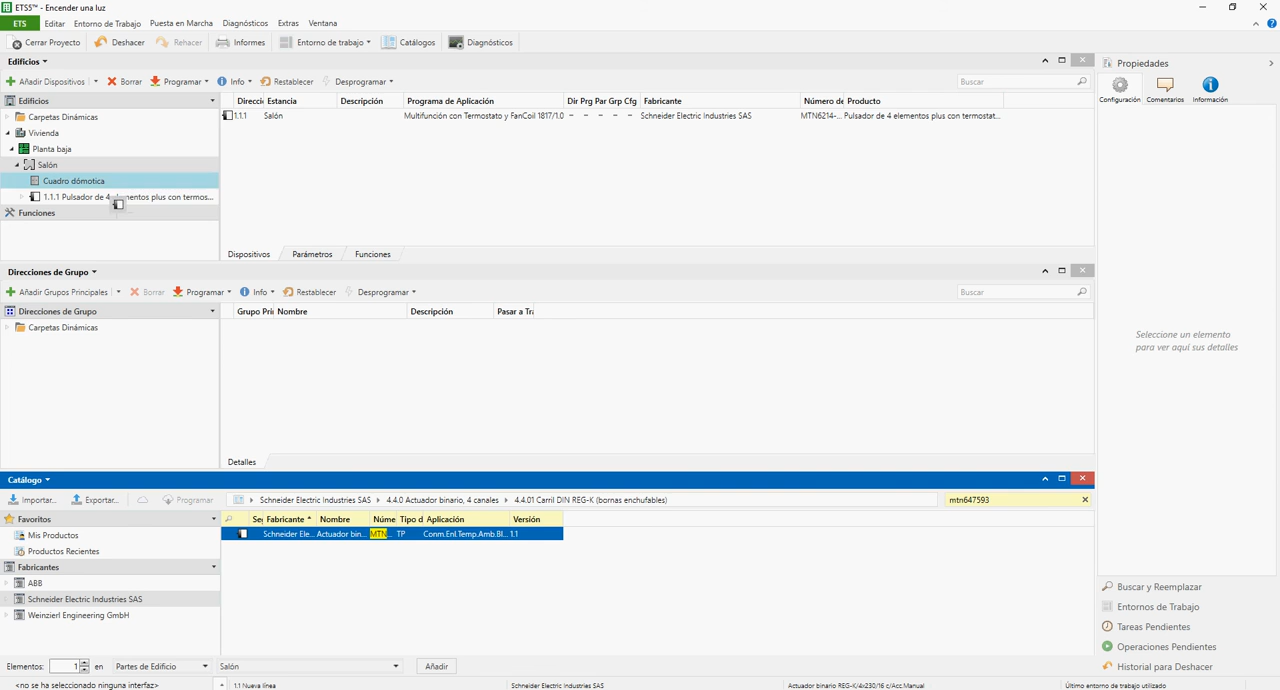 ETS5™ - Encender una luz
ETS Editar Entorno de Trabajo Puesta en Marcha Diagnósticos Extras Ventana
Cerrar Proyecto Deshacer Rehacer Informes Entorno de trabajo Catálogos Diagnósticos
Edificios
Añadir Dispositivos Borrar Programar Info Restablecer Desprogramar Buscar
Edificios
Carpetas Dinámicas
Vivienda
Planta baja
Salón
Cuadro dómotica
1.1.1 Pulsador de 4 elementos plus con termos...
Funciones
Direcci Estancia Descripción Programa de Aplicación Dir Prg Par Grp Cfg Fabricante Número de Producto
1.1.1 Salón Multifunción con Termostato y FanCoil 1817/1.0 – – – – – Schneider Electric Industries SAS MTN6214-... Pulsador de 4 elementos plus con termostat...
Dispositivos Parámetros Funciones
Direcciones de Grupo
Añadir Grupos Principales Borrar Programar Info Restablecer Desprogramar Buscar
Direcciones de Grupo
Carpetas Dinámicas
Grupo Pri Nombre Descripción Pasar a Tra
Detalles
Catálogo
Importar... Exportar... Programar Schneider Electric Industries SAS 4.4.0 Actuador binario, 4 canales 4.4.01 Carril DIN REG-K (bornas enchufables) mtn647593
Favoritos
Mis Productos
Productos Recientes
Fabricantes
ABB
Schneider Electric Industries SAS
Weinzierl Engineering GmbH
Se Fabricante Nombre Núme Tipo d Aplicación Versión
Schneider Ele... Actuador bin... MTN... TP Conm.Enl.Temp.Amb.Bl... 1.1
Elementos: 1 en Partes de Edificio Salón Añadir
<no se ha seleccionado ninguna interfaz> 1.1 Nueva línea Schneider Electric Industries SAS Actuador binario REG-K/4x230/16 c/Acc.Manual Último entorno de trabajo utilizado
Propiedades
Configuración Comentarios Información
Seleccione un elemento
para ver aquí sus detalles
Buscar y Reemplazar
Entornos de Trabajo
Tareas Pendientes
Operaciones Pendientes
Historial para Deshacer